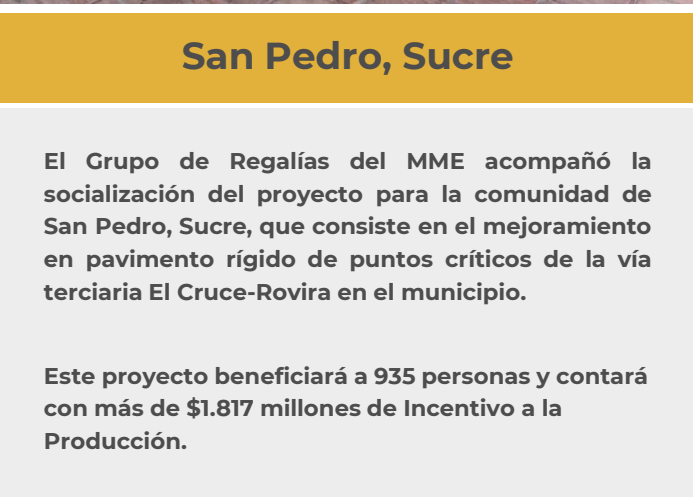 San Pedro, Sucre
El Grupo de Regalías del MME acompañó la
socialización del proyecto para la comunidad de
San Pedro, Sucre, que consiste en el mejoramiento
en pavimento rígido de puntos críticos de la vía
terciaria El Cruce-Rovira en el municipio.
Este proyecto beneficiará a 935 personas y contará
con más de $1.817 millones de Incentivo a la
Producción.